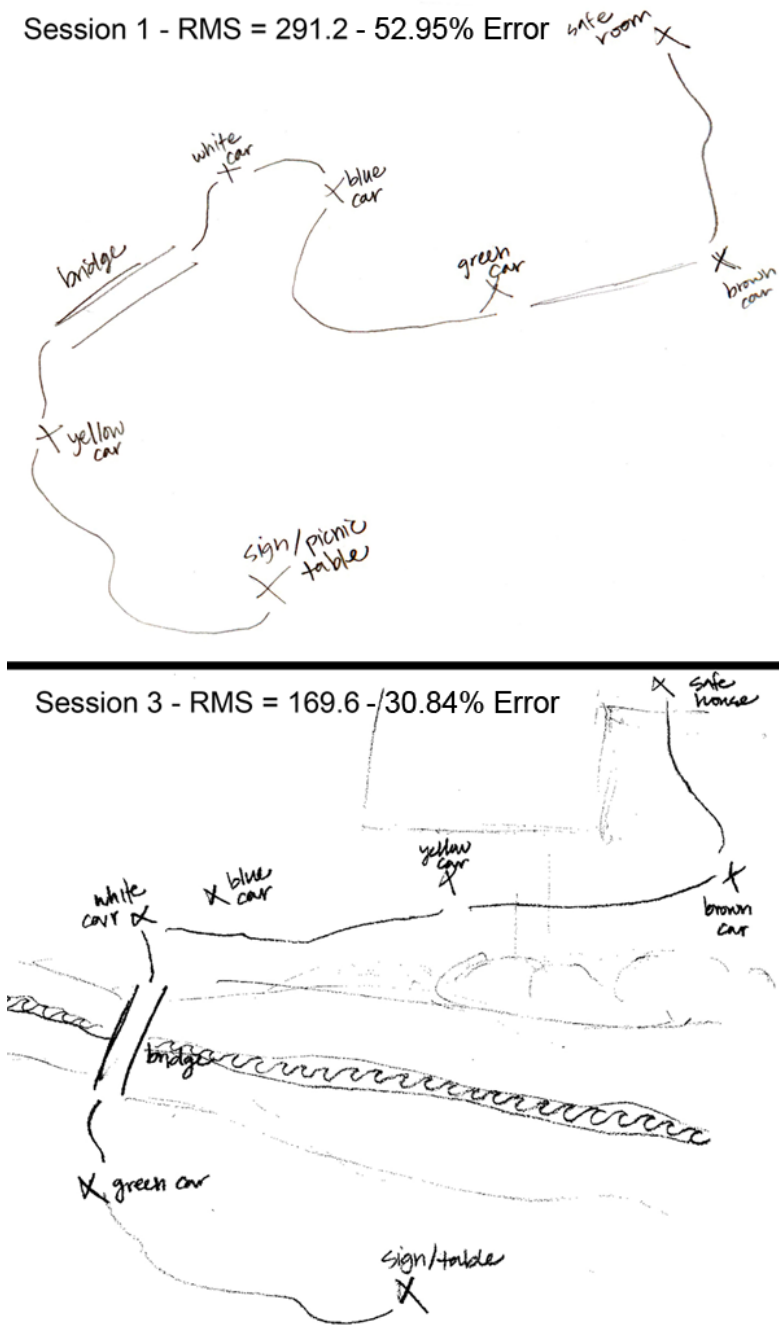 Session 1 - RMS = 291.2 - 52.95% Error
safe
room
white
car
blue
car
bridge
green
car
brown
car
yellow
car
sign/picnic
table
Session 3 - RMS = 169.6 - 30.84% Error
safe
house
yellow
car
blue
car
white
car
brown
car
bridge
green car
sign/table